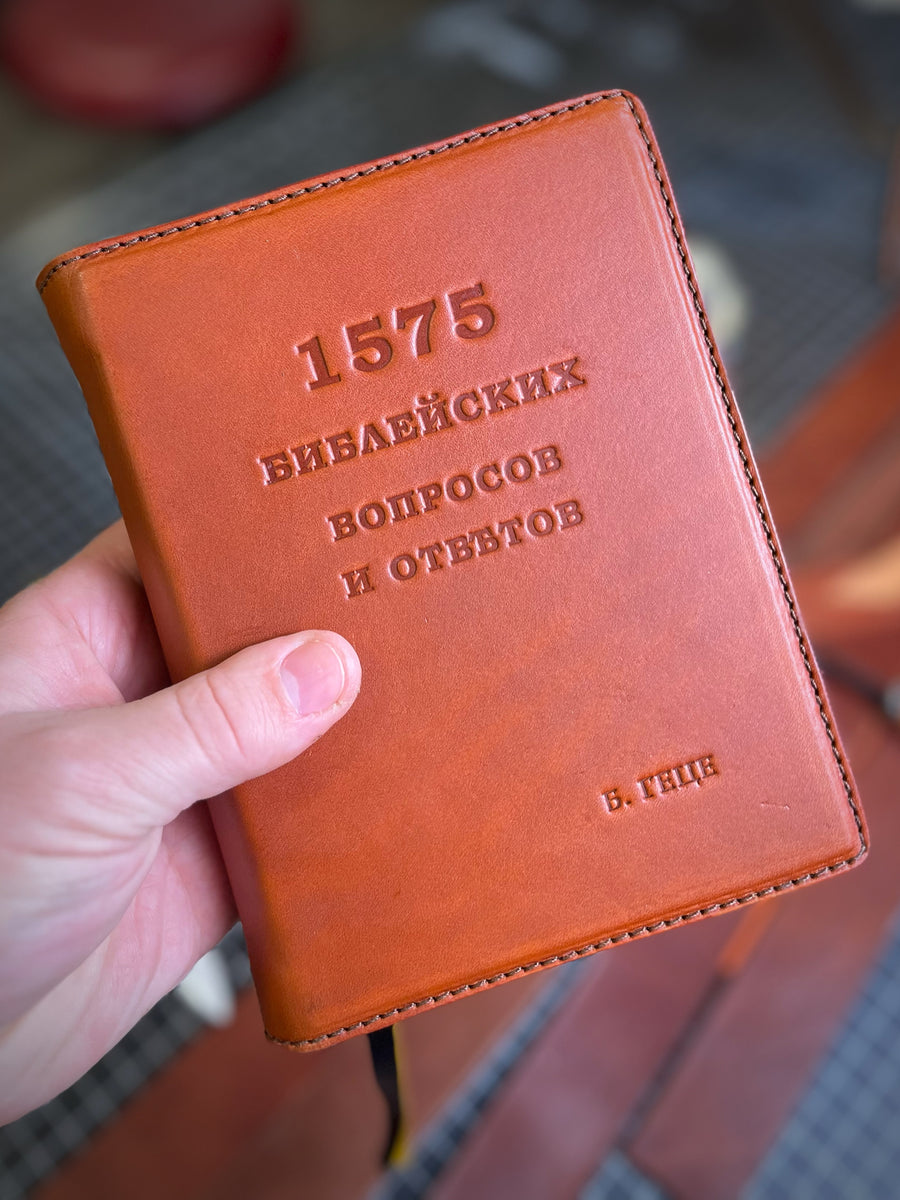 1575
БИБЛЕЙСКИХ
ВОПРОСОВ
И ОТВѢТОВ
Б. ГЕЦЕ